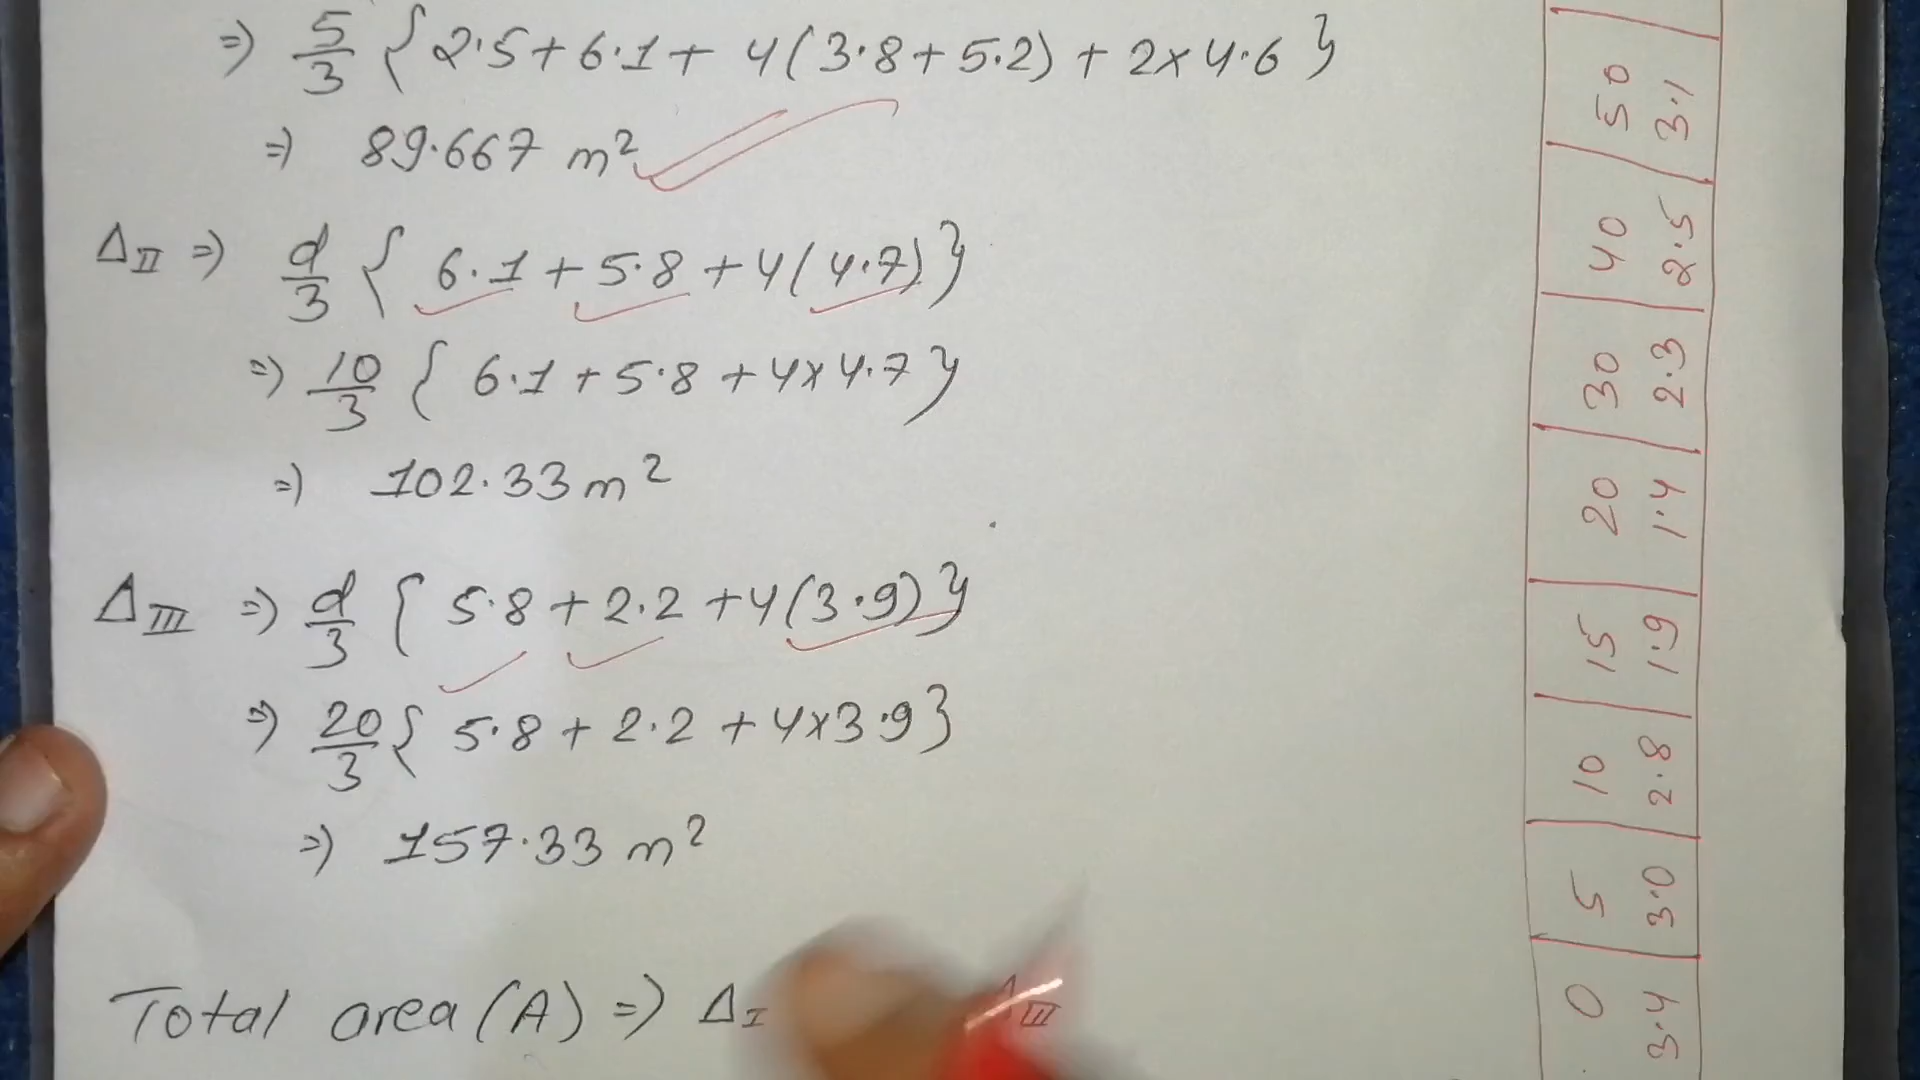 ⇒ 5/3 { 2.5 + 6.1 + 4(3.8 + 5.2) + 2 × 4.6 }
⇒ 89.667 m²
Δ_II ⇒ d/3 { 6.1 + 5.8 + 4(4.7) }
⇒ 10/3 { 6.1 + 5.8 + 4×4.7 }
⇒ 102.33 m²
Δ_III ⇒ d/3 { 5.8 + 2.2 + 4(3.9) }
⇒ 20/3 { 5.8 + 2.2 + 4×3.9 }
⇒ 157.33 m²
Total area (A) ⇒ Δ_I Δ_III
0 5 10 15 20 30 40 50
3.4 3.0 2.8 1.9 1.4 2.3 2.5 3.1